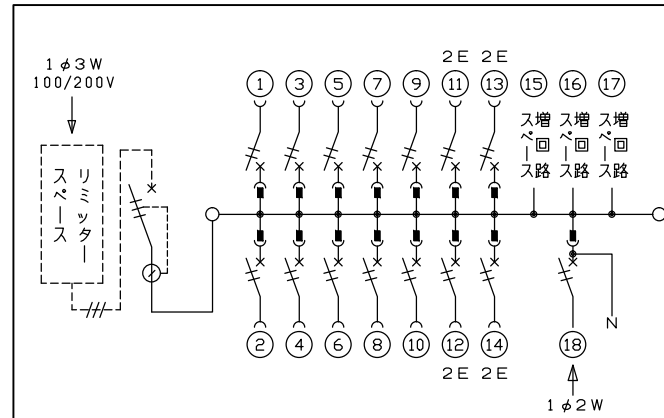 1φ3W
100/200V
リミッター
スペース
2E 2E
① ③ ⑤ ⑦ ⑨ ⑪ ⑬ ⑮ ⑯ ⑰
増回路
スペース
増回路
スペース
増回路
スペース
N
② ④ ⑥ ⑧ ⑩ ⑫ ⑭ ⑱
2E 2E
1φ2W